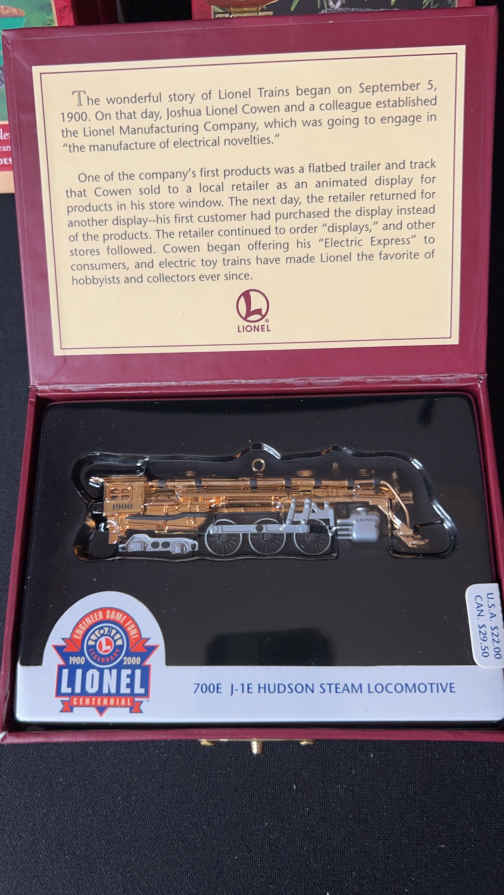 The wonderful story of Lionel Trains began on September 5,
1900. On that day, Joshua Lionel Cowen and a colleague established
the Lionel Manufacturing Company, which was going to engage in
“the manufacture of electrical novelties.”
One of the company’s first products was a flatbed trailer and track
that Cowen sold to a local retailer as an animated display for
products in his store window. The next day, the retailer returned for
another display--his first customer had purchased the display instead
of the products. The retailer continued to order “displays,” and other
stores followed. Cowen began offering his “Electric Express” to
consumers, and electric toy trains have made Lionel the favorite of
hobbyists and collectors ever since.
L
LIONEL
1900
ENGINEER SOME FUN!
LIONEL
L
1900 2000
LIONEL
CENTENNIAL
700E J-1E HUDSON STEAM LOCOMOTIVE
U.S.A. $22.00
CAN. $29.50